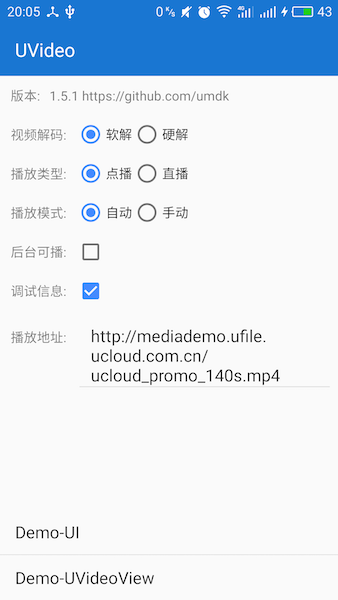 20:05 0 K/s 4G 43
UVideo
版本: 1.5.1 https://github.com/umdk
视频解码: 软解 硬解
播放类型: 点播 直播
播放模式: 自动 手动
后台可播:
调试信息:
播放地址: http://mediademo.ufile.
ucloud.com.cn/
ucloud_promo_140s.mp4
Demo-UI
Demo-UVideoView